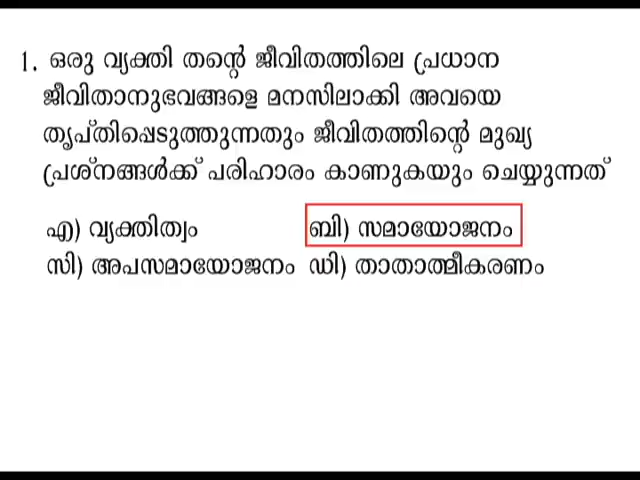 1. ഒരു വ്യക്തി തന്റെ ജീവിതത്തിലെ പ്രധാന
ജീവിതാനുഭവങ്ങളെ മനസിലാക്കി അവയെ
തൃപ്തിപ്പെടുത്തുന്നതും ജീവിതത്തിന്റെ മുഖ്യ
പ്രശ്നങ്ങൾക്ക് പരിഹാരം കാണുകയും ചെയ്യുന്നത്
എ) വ്യക്തിത്വം ബി) സമായോജനം
സി) അപസമായോജനം ഡി) താതാത്മീകരണം